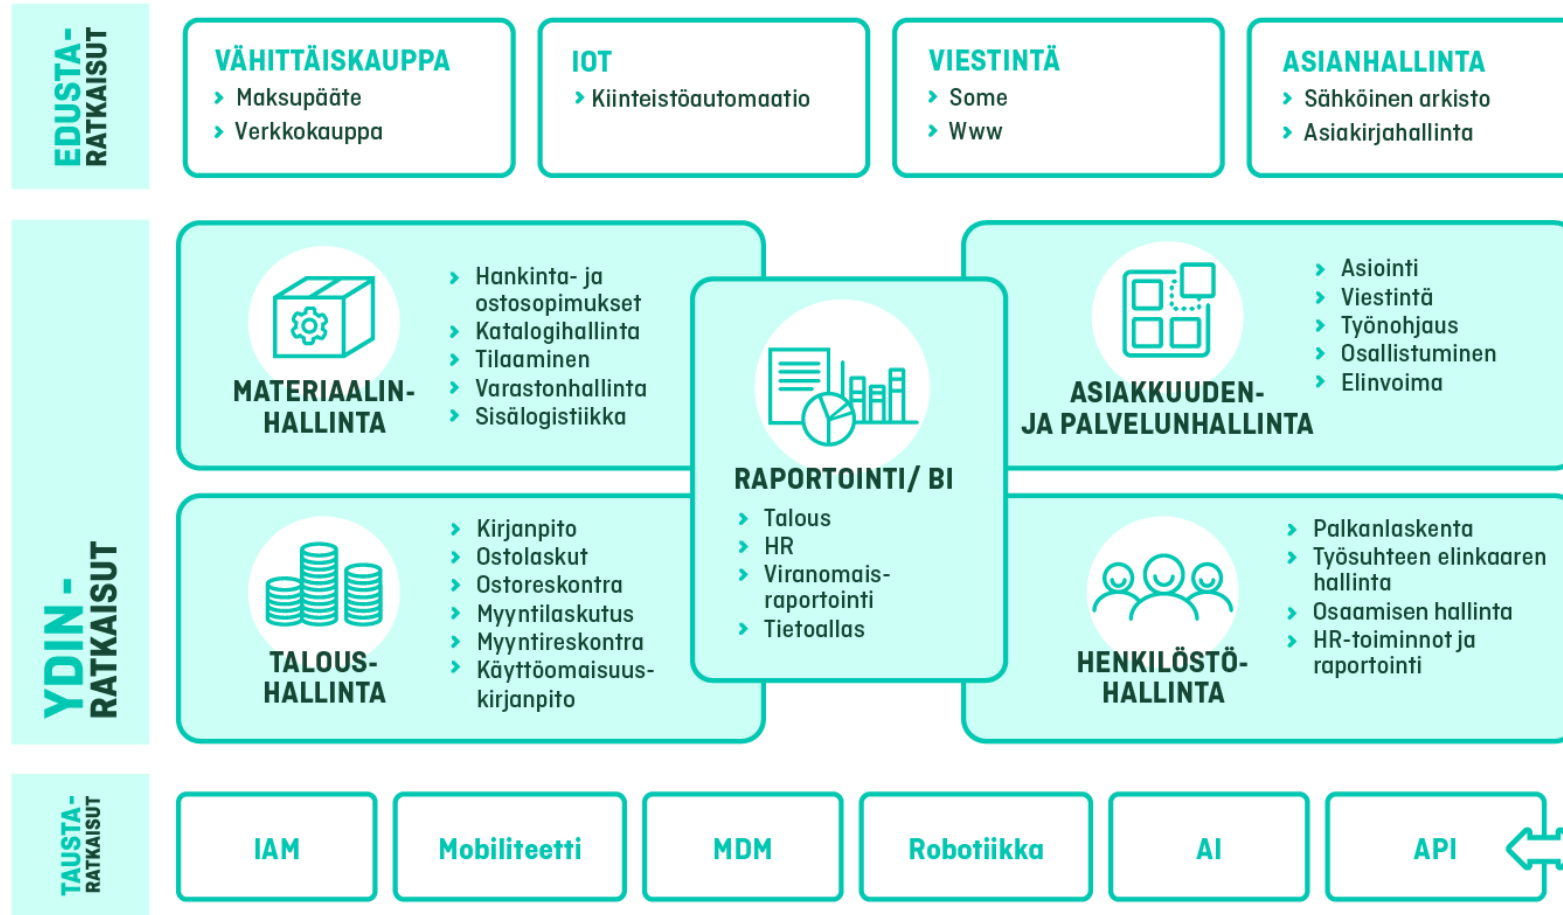 EDUSTA-
RATKAISUT
VÄHITTÄISKAUPPA
Maksupääte
Verkkokauppa
IOT
Kiinteistöautomaatio
VIESTINTÄ
Some
Www
ASIANHALLINTA
Sähköinen arkisto
Asiakirjahallinta
YDIN-
RATKAISUT
MATERIAALIN-
HALLINTA
Hankinta- ja
ostosopimukset
Katalogihallinta
Tilaaminen
Varastonhallinta
Sisälogistiikka
RAPORTOINTI/ BI
Talous
HR
Viranomais-
raportointi
Tietoallas
ASIAKKUUDEN-
JA PALVELUNHALLINTA
Asiointi
Viestintä
Työnohjaus
Osallistuminen
Elinvoima
TALOUS-
HALLINTA
Kirjanpito
Ostolaskut
Ostoreskontra
Myyntilaskutus
Myyntireskontra
Käyttöomaisuus-
kirjanpito
HENKILÖSTÖ-
HALLINTA
Palkanlaskenta
Työsuhteen elinkaaren
hallinta
Osaamisen hallinta
HR-toiminnot ja
raportointi
TAUSTA-
RATKAISUT
IAM
Mobiliteetti
MDM
Robotiikka
AI
API